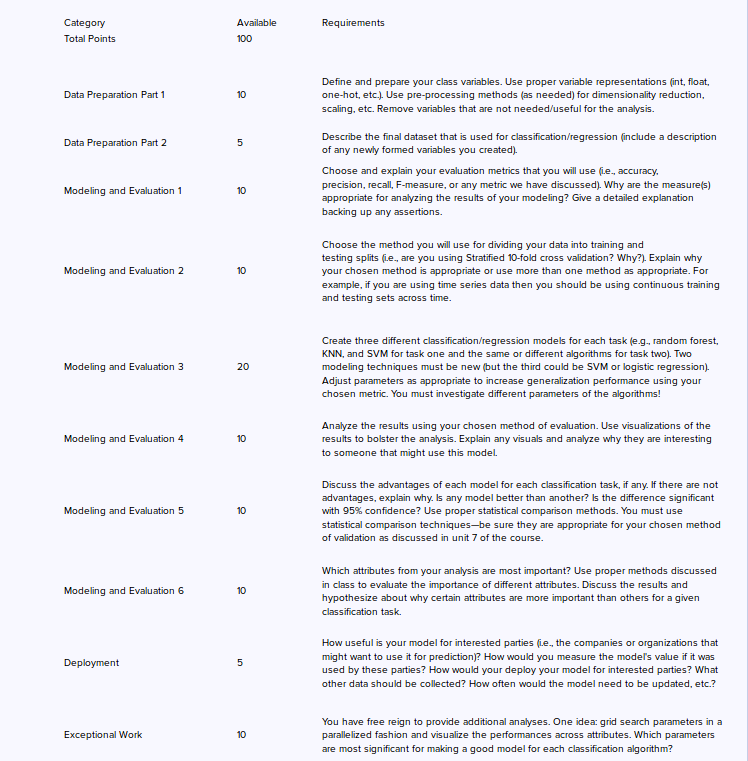 Category Available Requirements
Total Points 100
Define and prepare your class variables. Use proper variable representations (int, float,
Data Preparation Part 1 10 one-hot, etc.). Use pre-processing methods (as needed) for dimensionality reduction,
scaling, etc. Remove variables that are not needed/useful for the analysis.
Data Preparation Part 2 5 Describe the final dataset that is used for classification/regression (include a description
of any newly formed variables you created).
Choose and explain your evaluation metrics that you will use (i.e., accuracy,
Modeling and Evaluation 1 10 precision, recall, F-measure, or any metric we have discussed). Why are the measure(s)
appropriate for analyzing the results of your modeling? Give a detailed explanation
backing up any assertions.
Choose the method you will use for dividing your data into training and
testing splits (i.e., are you using Stratified 10-fold cross validation? Why?). Explain why
Modeling and Evaluation 2 10 your chosen method is appropriate or use more than one method as appropriate. For
example, if you are using time series data then you should be using continuous training
and testing sets across time.
Create three different classification/regression models for each task (e.g., random forest,
KNN, and SVM for task one and the same or different algorithms for task two). Two
Modeling and Evaluation 3 20 modeling techniques must be new (but the third could be SVM or logistic regression).
Adjust parameters as appropriate to increase generalization performance using your
chosen metric. You must investigate different parameters of the algorithms!
Analyze the results using your chosen method of evaluation. Use visualizations of the
Modeling and Evaluation 4 10 results to bolster the analysis. Explain any visuals and analyze why they are interesting
to someone that might use this model.
Discuss the advantages of each model for each classification task, if any. If there are not
advantages, explain why. Is any model better than another? Is the difference significant
Modeling and Evaluation 5 10 with 95% confidence? Use proper statistical comparison methods. You must use
statistical comparison techniques—be sure they are appropriate for your chosen method
of validation as discussed in unit 7 of the course.
Which attributes from your analysis are most important? Use proper methods discussed
Modeling and Evaluation 6 10 in class to evaluate the importance of different attributes. Discuss the results and
hypothesize about why certain attributes are more important than others for a given
classification task.
How useful is your model for interested parties (i.e., the companies or organizations that
might want to use it for prediction)? How would you measure the model's value if it was
Deployment 5 used by these parties? How would your deploy your model for interested parties? What
other data should be collected? How often would the model need to be updated, etc.?
You have free reign to provide additional analyses. One idea: grid search parameters in a
Exceptional Work 10 parallelized fashion and visualize the performances across attributes. Which parameters
are most significant for making a good model for each classification algorithm?